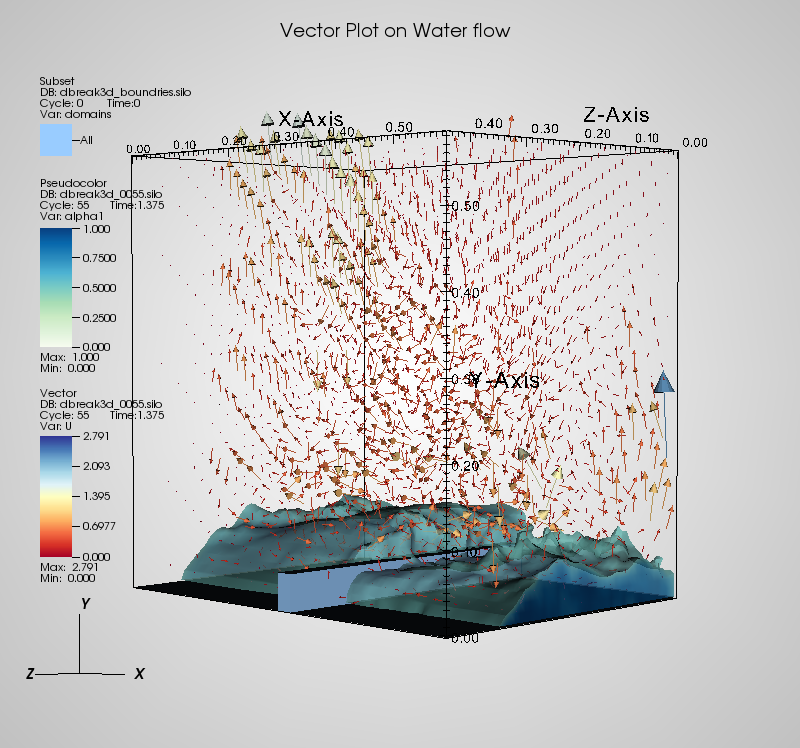 Vector Plot on Water flow
Subset
DB: dbreak3d_boundries.silo
Cycle: 0 Time:0
Var: domains
All
Pseudocolor
DB: dbreak3d_0055.silo
Cycle: 55 Time:1.375
Var: alpha1
1.000
0.7500
0.5000
0.2500
0.000
Max: 1.000
Min: 0.000
Vector
DB: dbreak3d_0055.silo
Cycle: 55 Time:1.375
Var: U
2.791
2.093
1.395
0.6977
0.000
Max: 2.791
Min: 0.000
X-Axis
0.00 0.10 0.20 0.30 0.40 0.50
Z-Axis
0.40 0.30 0.20 0.10 0.00
Y-Axis
0.50
0.40
0.30
0.20
0.10
0.00
Y
Z X